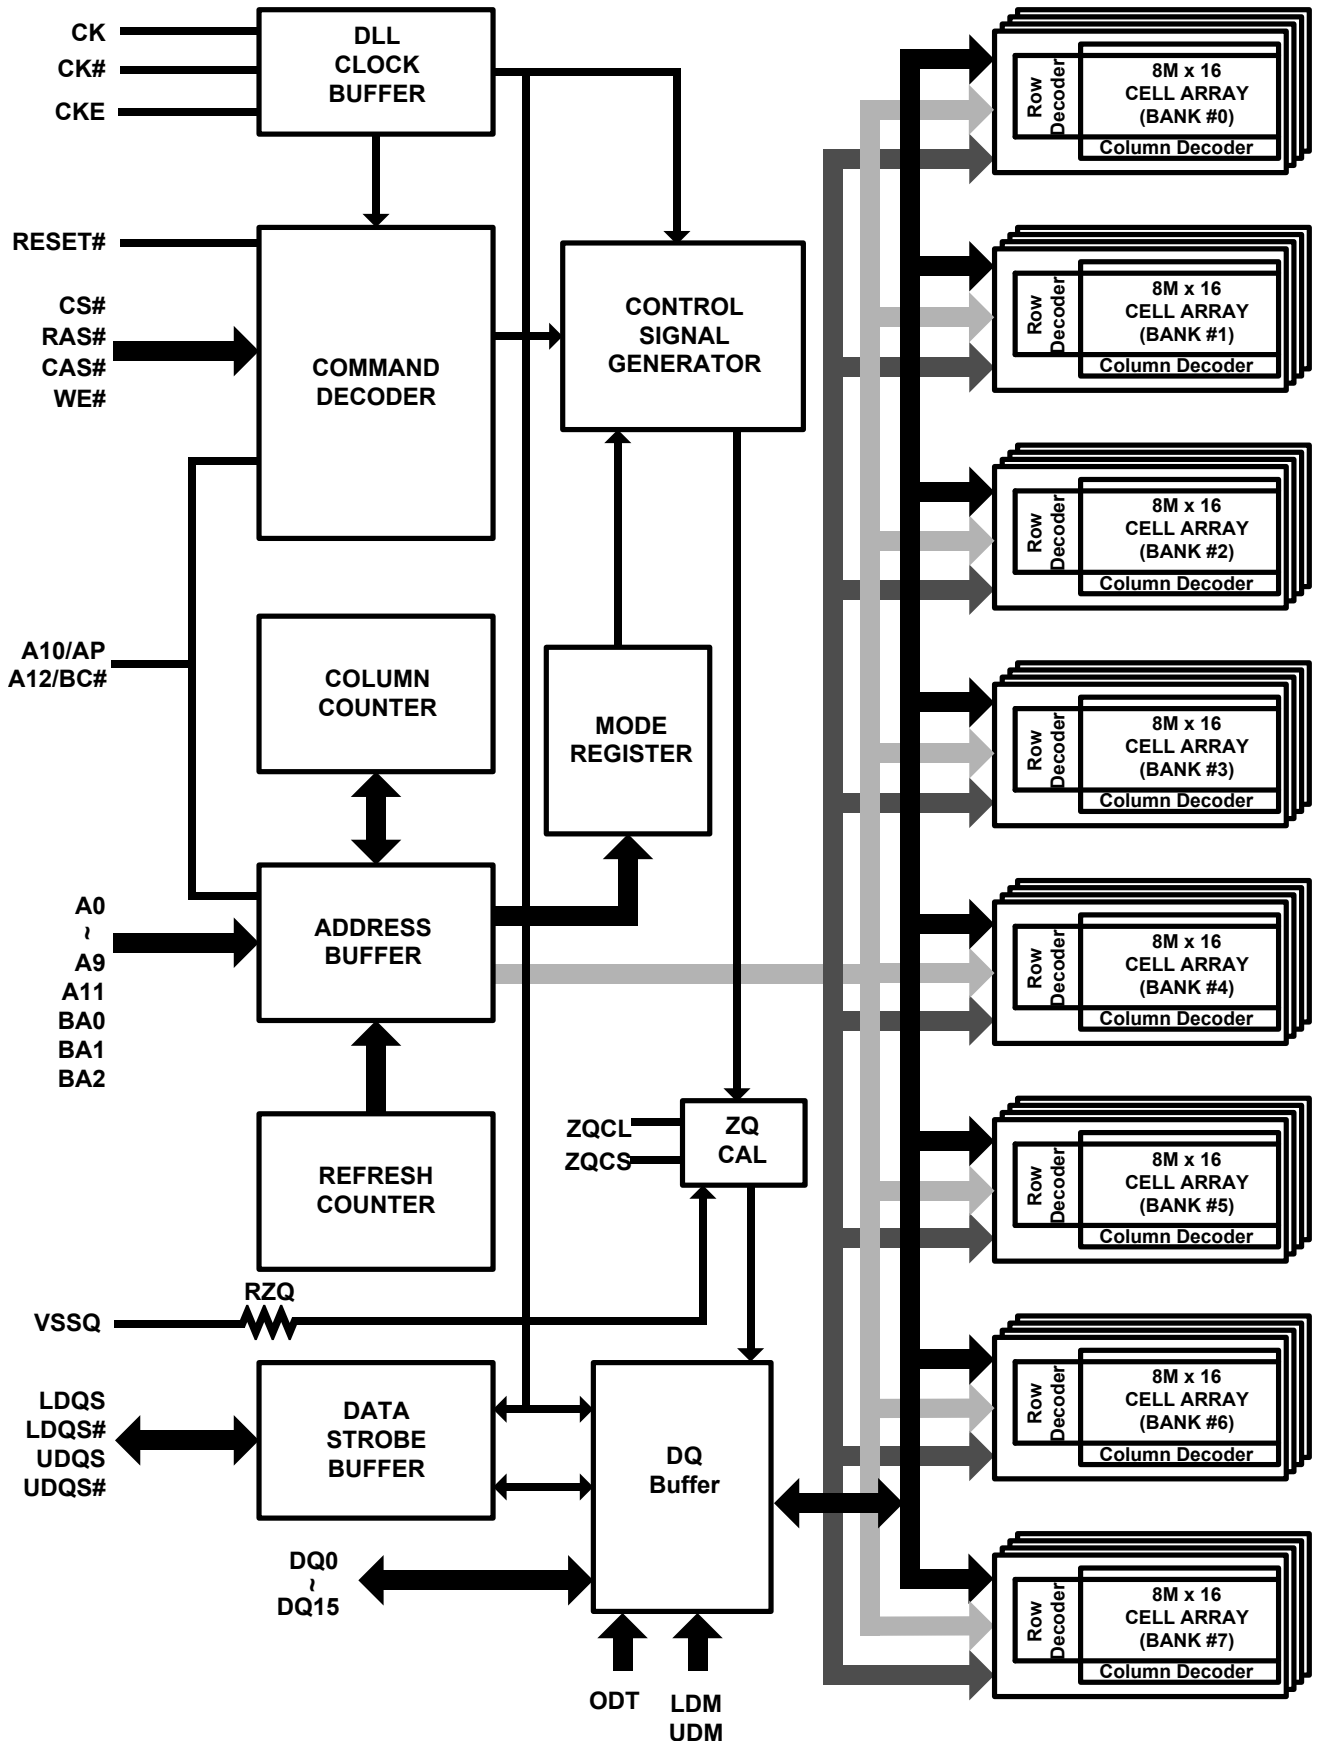 CK
CK#
CKE
DLL
CLOCK
BUFFER
RESET#
CS#
RAS#
CAS#
WE#
COMMAND
DECODER
CONTROL
SIGNAL
GENERATOR
A10/AP
A12/BC#
COLUMN
COUNTER
MODE
REGISTER
A0
~
A9
A11
BA0
BA1
BA2
ADDRESS
BUFFER
REFRESH
COUNTER
ZQCL
ZQCS
ZQ
CAL
RZQ
VSSQ
LDQS
LDQS#
UDQS
UDQS#
DATA
STROBE
BUFFER
DQ
Buffer
DQ0
~
DQ15
ODT
LDM
UDM
Row
Decoder
8M x 16
CELL ARRAY
(BANK #0)
Column Decoder
Row
Decoder
8M x 16
CELL ARRAY
(BANK #1)
Column Decoder
Row
Decoder
8M x 16
CELL ARRAY
(BANK #2)
Column Decoder
Row
Decoder
8M x 16
CELL ARRAY
(BANK #3)
Column Decoder
Row
Decoder
8M x 16
CELL ARRAY
(BANK #4)
Column Decoder
Row
Decoder
8M x 16
CELL ARRAY
(BANK #5)
Column Decoder
Row
Decoder
8M x 16
CELL ARRAY
(BANK #6)
Column Decoder
Row
Decoder
8M x 16
CELL ARRAY
(BANK #7)
Column Decoder